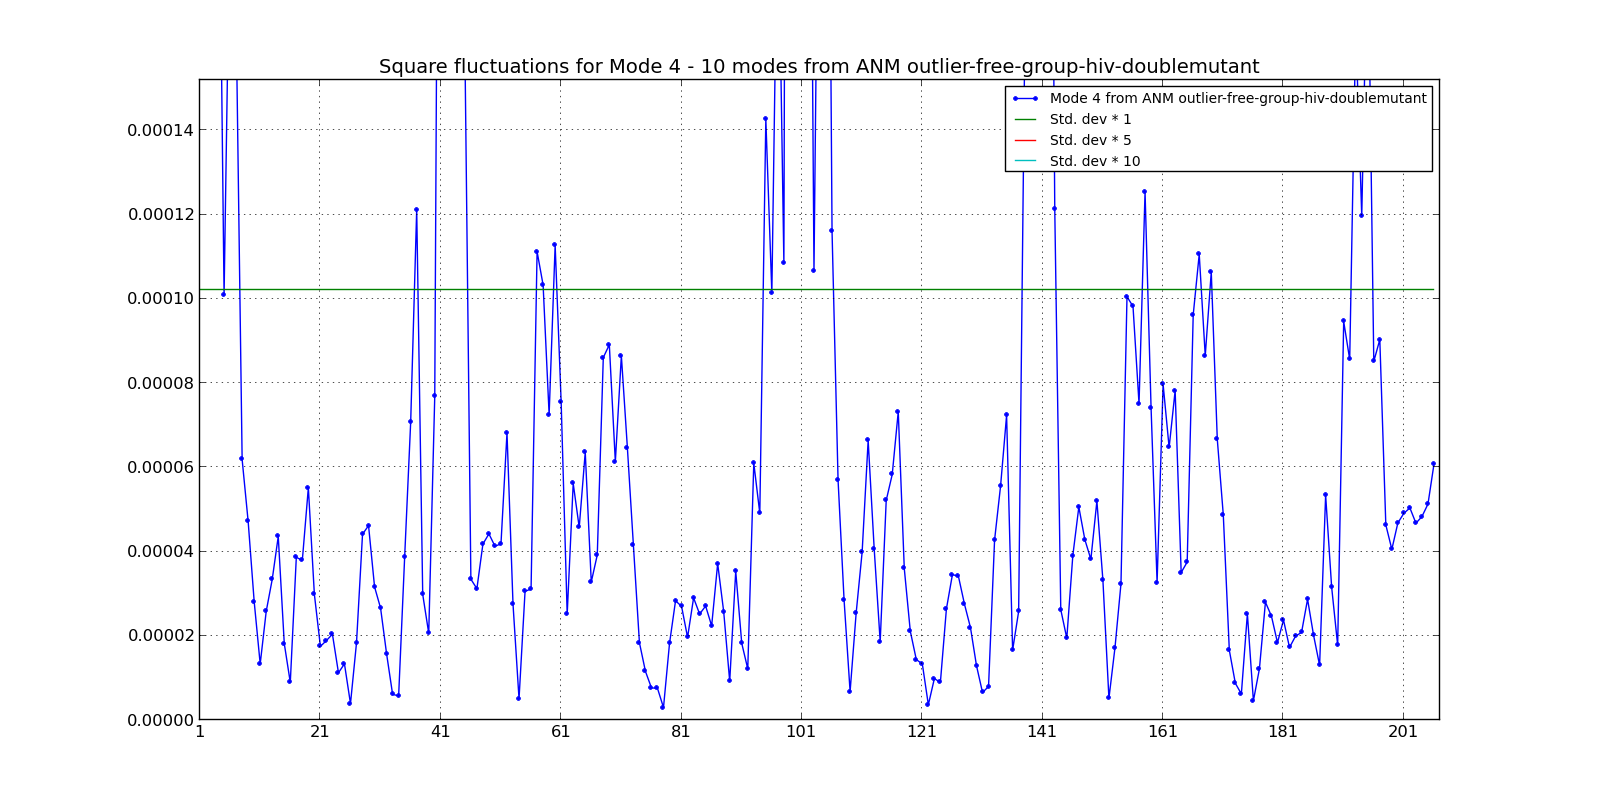 Square fluctuations for Mode 4 - 10 modes from ANM outlier-free-group-hiv-doublemutant
Mode 4 from ANM outlier-free-group-hiv-doublemutant
Std. dev * 1
Std. dev * 5
Std. dev * 10
0.00014
0.00012
0.00010
0.00008
0.00006
0.00004
0.00002
0.00000
1 21 41 61 81 101 121 141 161 181 201